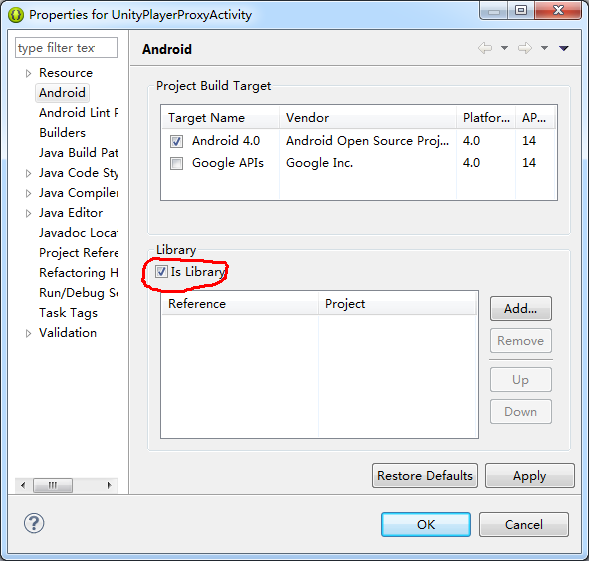 Properties for UnityPlayerProxyActivity
type filter tex
Android
Resource
Android
Android Lint P
Builders
Java Build Pat
Java Code Sty
Java Compiler
Java Editor
Javadoc Locat
Project Refere
Refactoring H
Run/Debug Se
Task Tags
Validation
Project Build Target
Target Name Vendor Platfor... AP...
Android 4.0 Android Open Source Proj... 4.0 14
Google APIs Google Inc. 4.0 14
Library
Is Library
Reference Project
Add...
Remove
Up
Down
Restore Defaults Apply
? OK Cancel